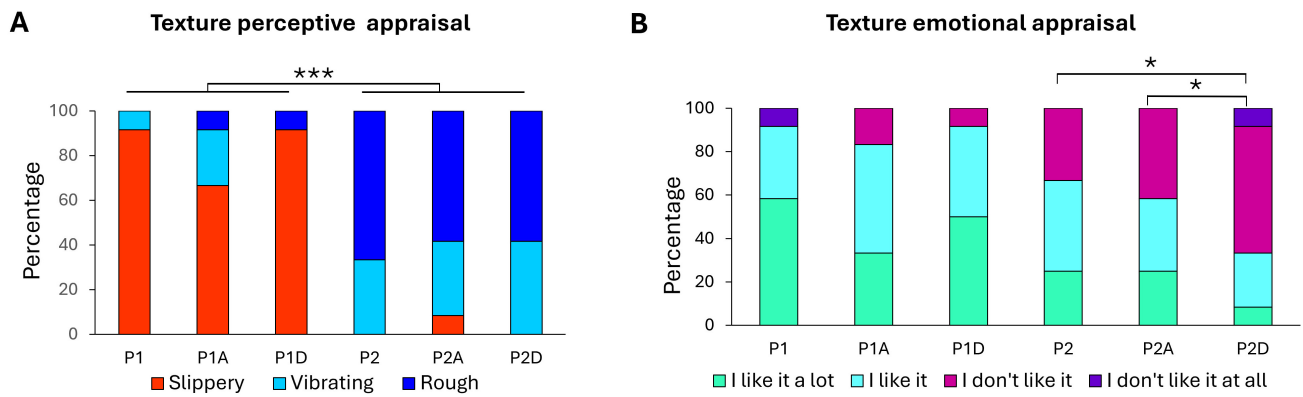 A
Texture perceptive appraisal
***
Percentage
100
80
60
40
20
0
P1 P1A P1D P2 P2A P2D
Slippery Vibrating Rough
B
Texture emotional appraisal
*
*
Percentage
100
80
60
40
20
0
P1 P1A P1D P2 P2A P2D
I like it a lot I like it I don't like it I don't like it at all